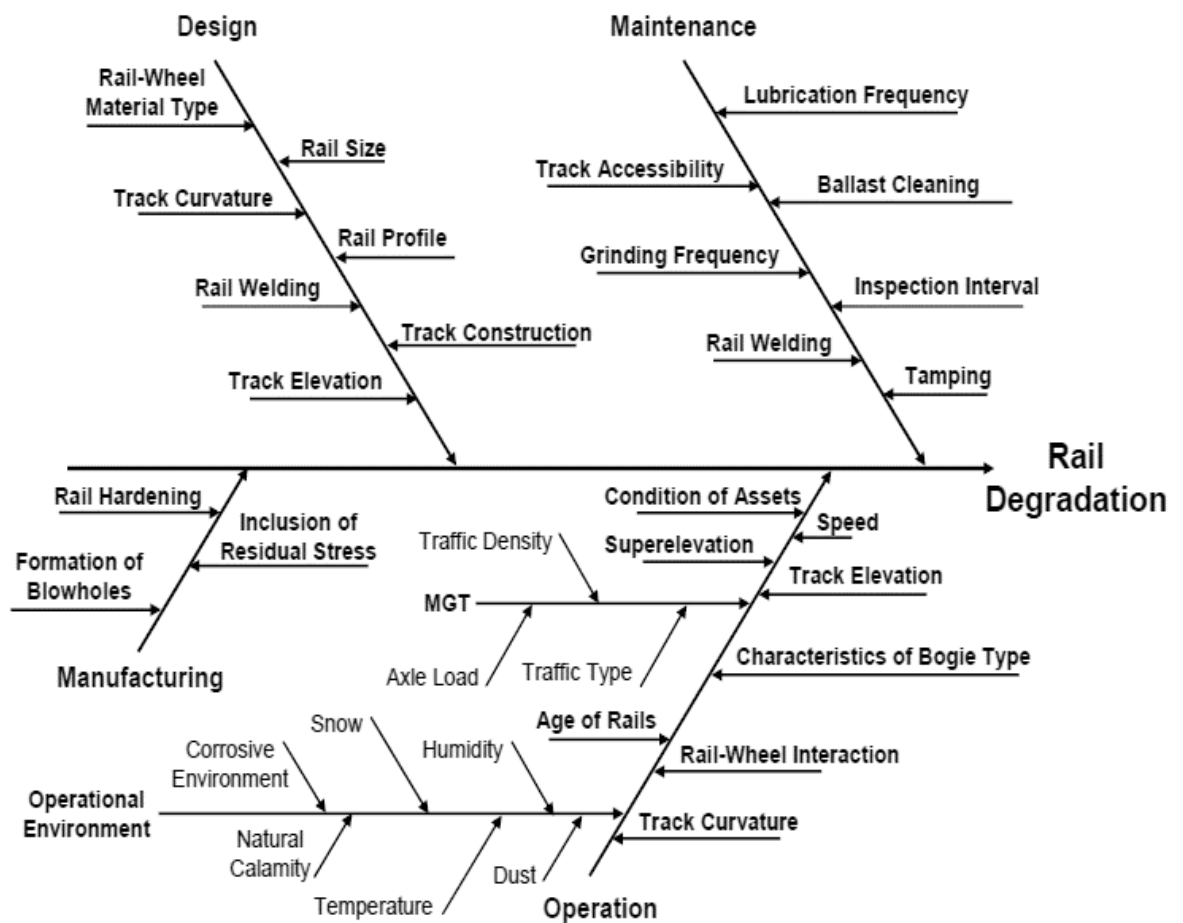 Design
Maintenance
Rail-Wheel
Material Type
Lubrication Frequency
Rail Size
Track Accessibility
Ballast Cleaning
Track Curvature
Rail Profile
Grinding Frequency
Rail Welding
Inspection Interval
Track Construction
Rail Welding
Track Elevation
Tamping
Rail
Degradation
Rail Hardening
Inclusion of
Residual Stress
Formation of
Blowholes
Manufacturing
Condition of Assets
Speed
Traffic Density
Superelevation
Track Elevation
MGT
Axle Load
Traffic Type
Characteristics of Bogie Type
Age of Rails
Rail-Wheel Interaction
Snow
Humidity
Corrosive
Environment
Operational
Environment
Track Curvature
Natural
Calamity
Temperature
Dust
Operation